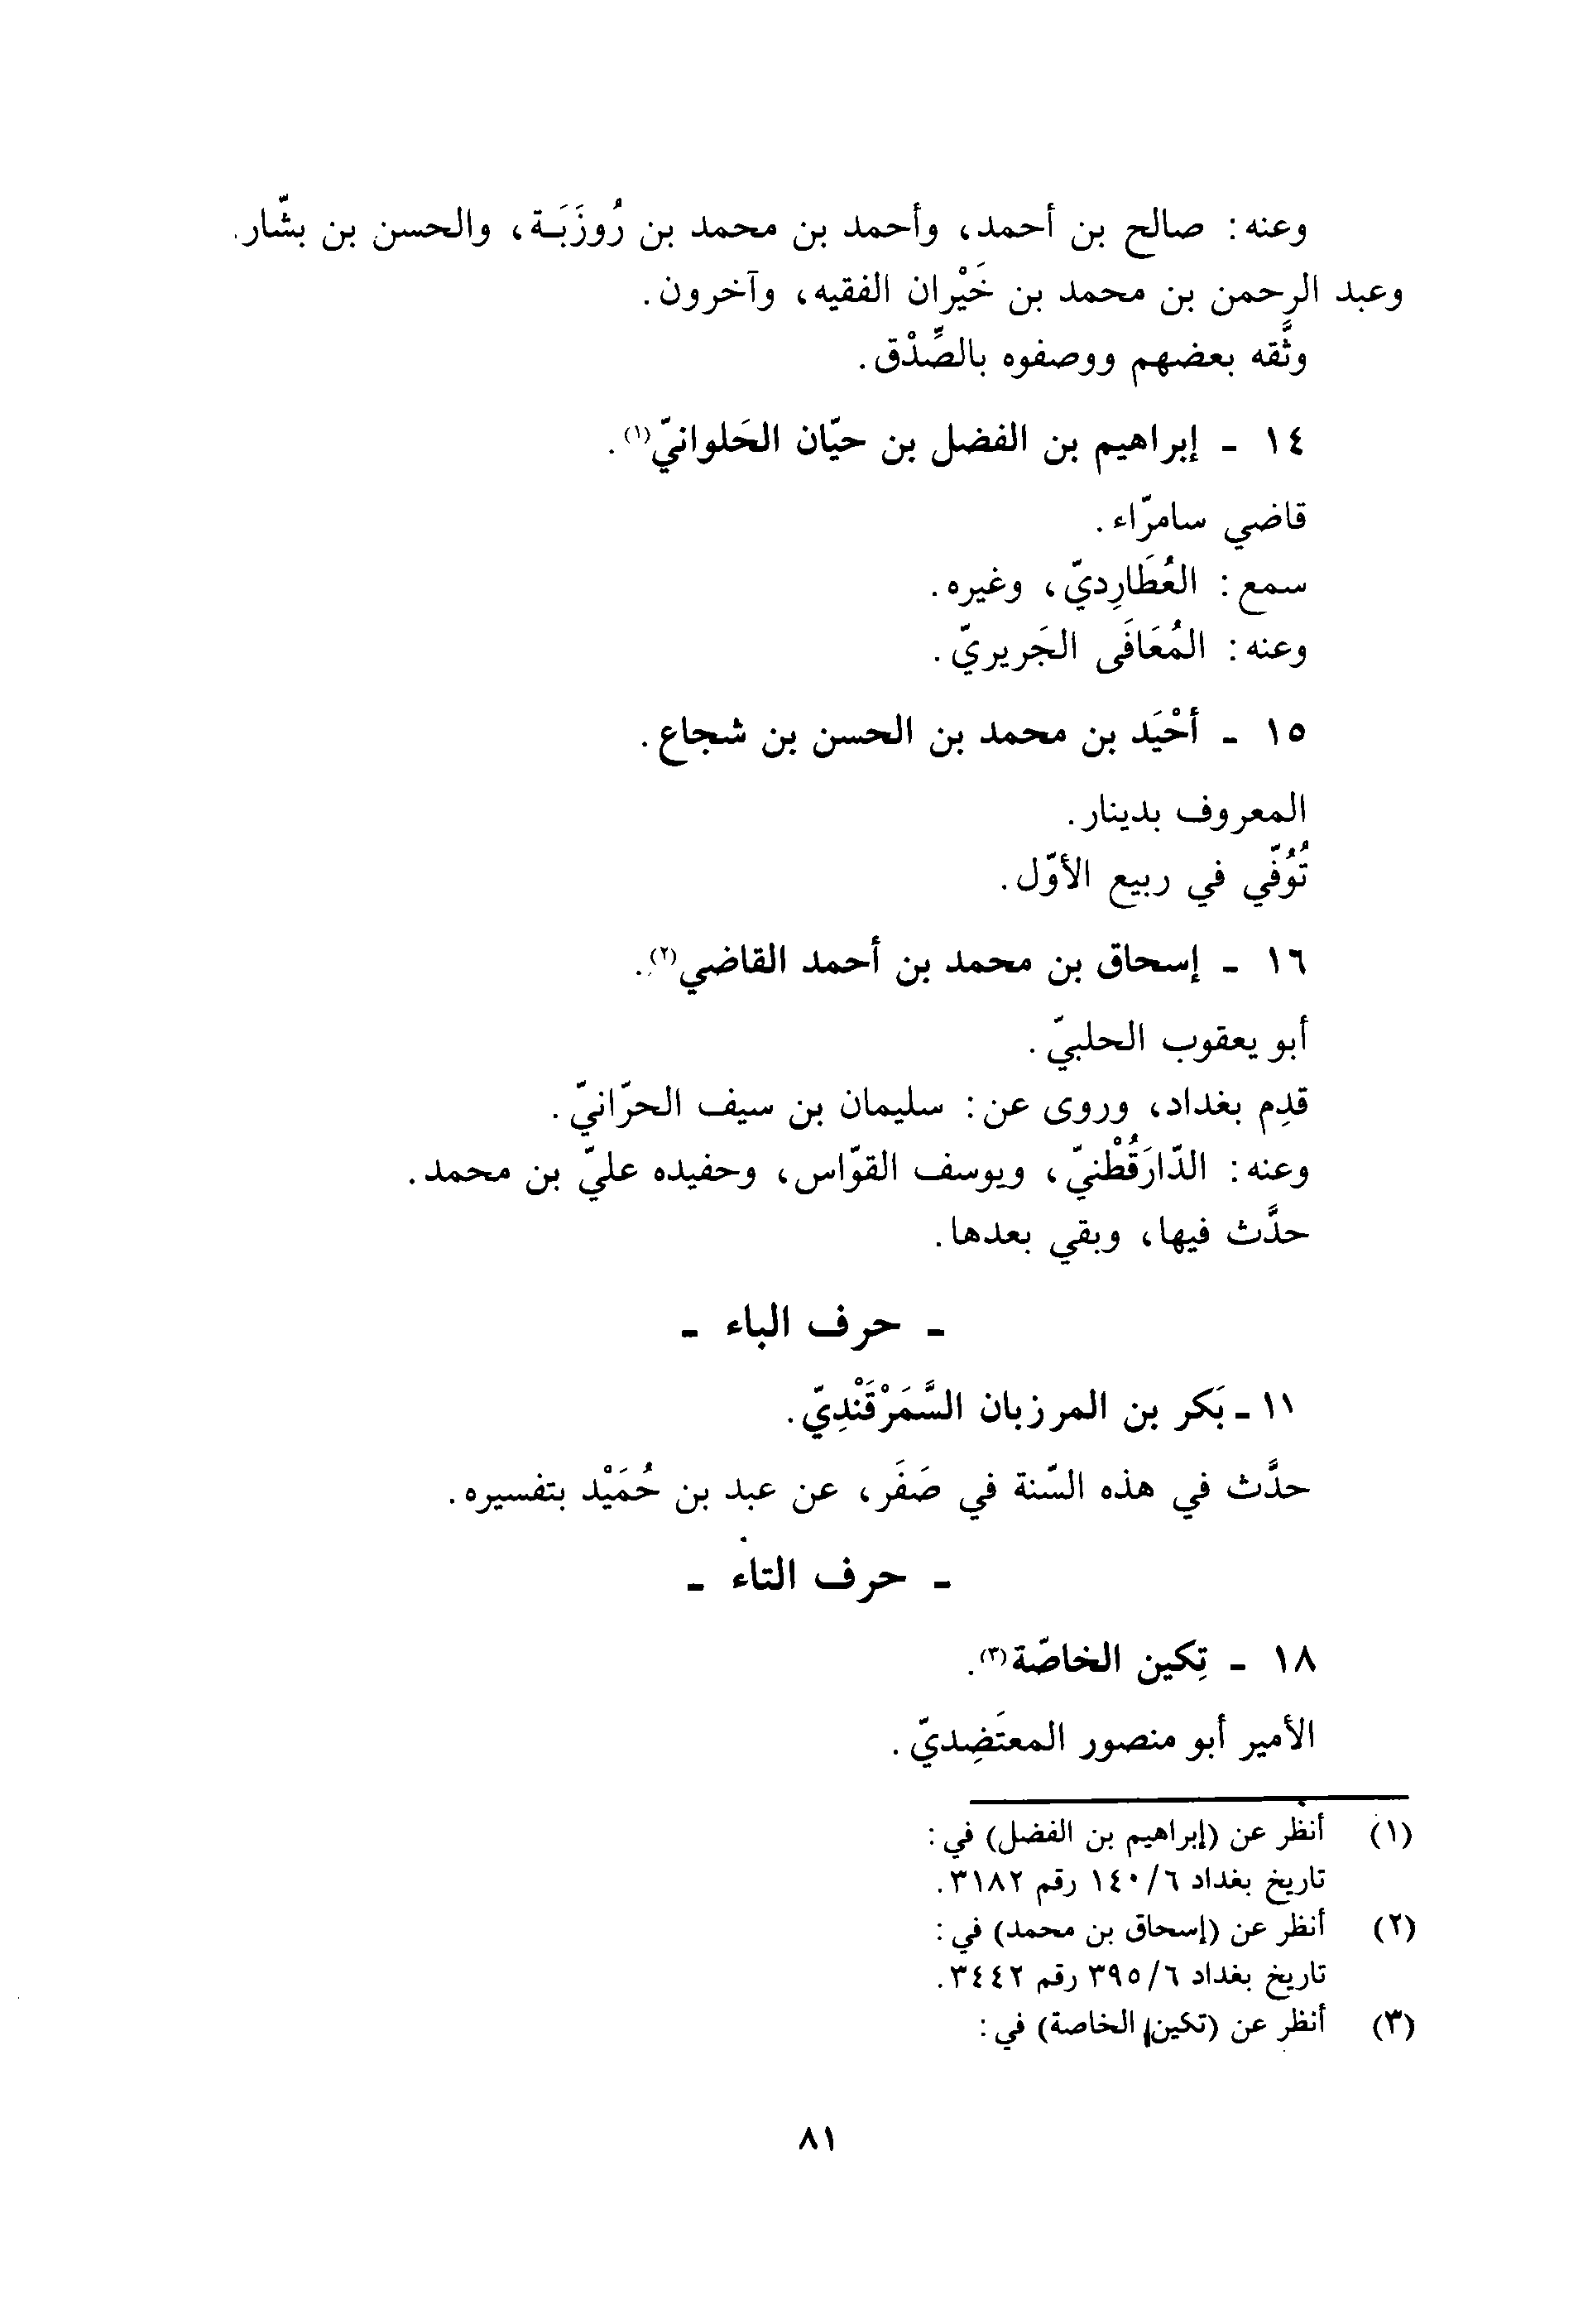 وعنه: صالح بن أحمد، وأحمد بن محمد بن رُوزَبَـة، والحسن بن بشّار.
وعبد الرحمن بن محمد بن خَيْران الفقيه، وآخرون.
وثَّقه بعضهم ووصفوه بالصِّدْق.
١٤ - إبراهيم بن الفضل بن حيّان الحَلوانيّ(١).
قاضي سامرّاء.
سمع: العُطَارِديّ، وغيره.
وعنه: المُعَافَى الجَريريّ.
١٥ - أحْيَد بن محمد بن الحسن بن شجاع.
المعروف بدينار.
تُوُفّي في ربيع الأوّل.
١٦ - إسحاق بن محمد بن أحمد القاضي(٢).
أبو يعقوب الحلبيّ.
قدِم بغداد، وروى عن: سليمان بن سيف الحرّانيّ.
وعنه: الدّارَقُطْنيّ، ويوسف القوّاس، وحفيده عليّ بن محمد.
حدَّث فيها، وبقي بعدها.
- حرف الباء -
١١ - بَكر بن المرزبان السَّمَرْقَنْدِيّ.
حدَّث في هذه السّنة في صَفَر، عن عبد بن حُمَيْد بتفسيره.
- حرف التاء -
١٨ - تِكين الخاصّة(٣).
الأمير أبو منصور المعتَضِديّ.
(١) أنظر عن (إبراهيم بن الفضل) في:
تاريخ بغداد ٦/١٤٠ رقم ٣١٨٢.
(٢) أنظر عن (إسحاق بن محمد) في:
تاريخ بغداد ٦/٣٩٥ رقم ٣٤٤٢.
(٣) أنظر عن (تكين الخاصة) في:
٨١